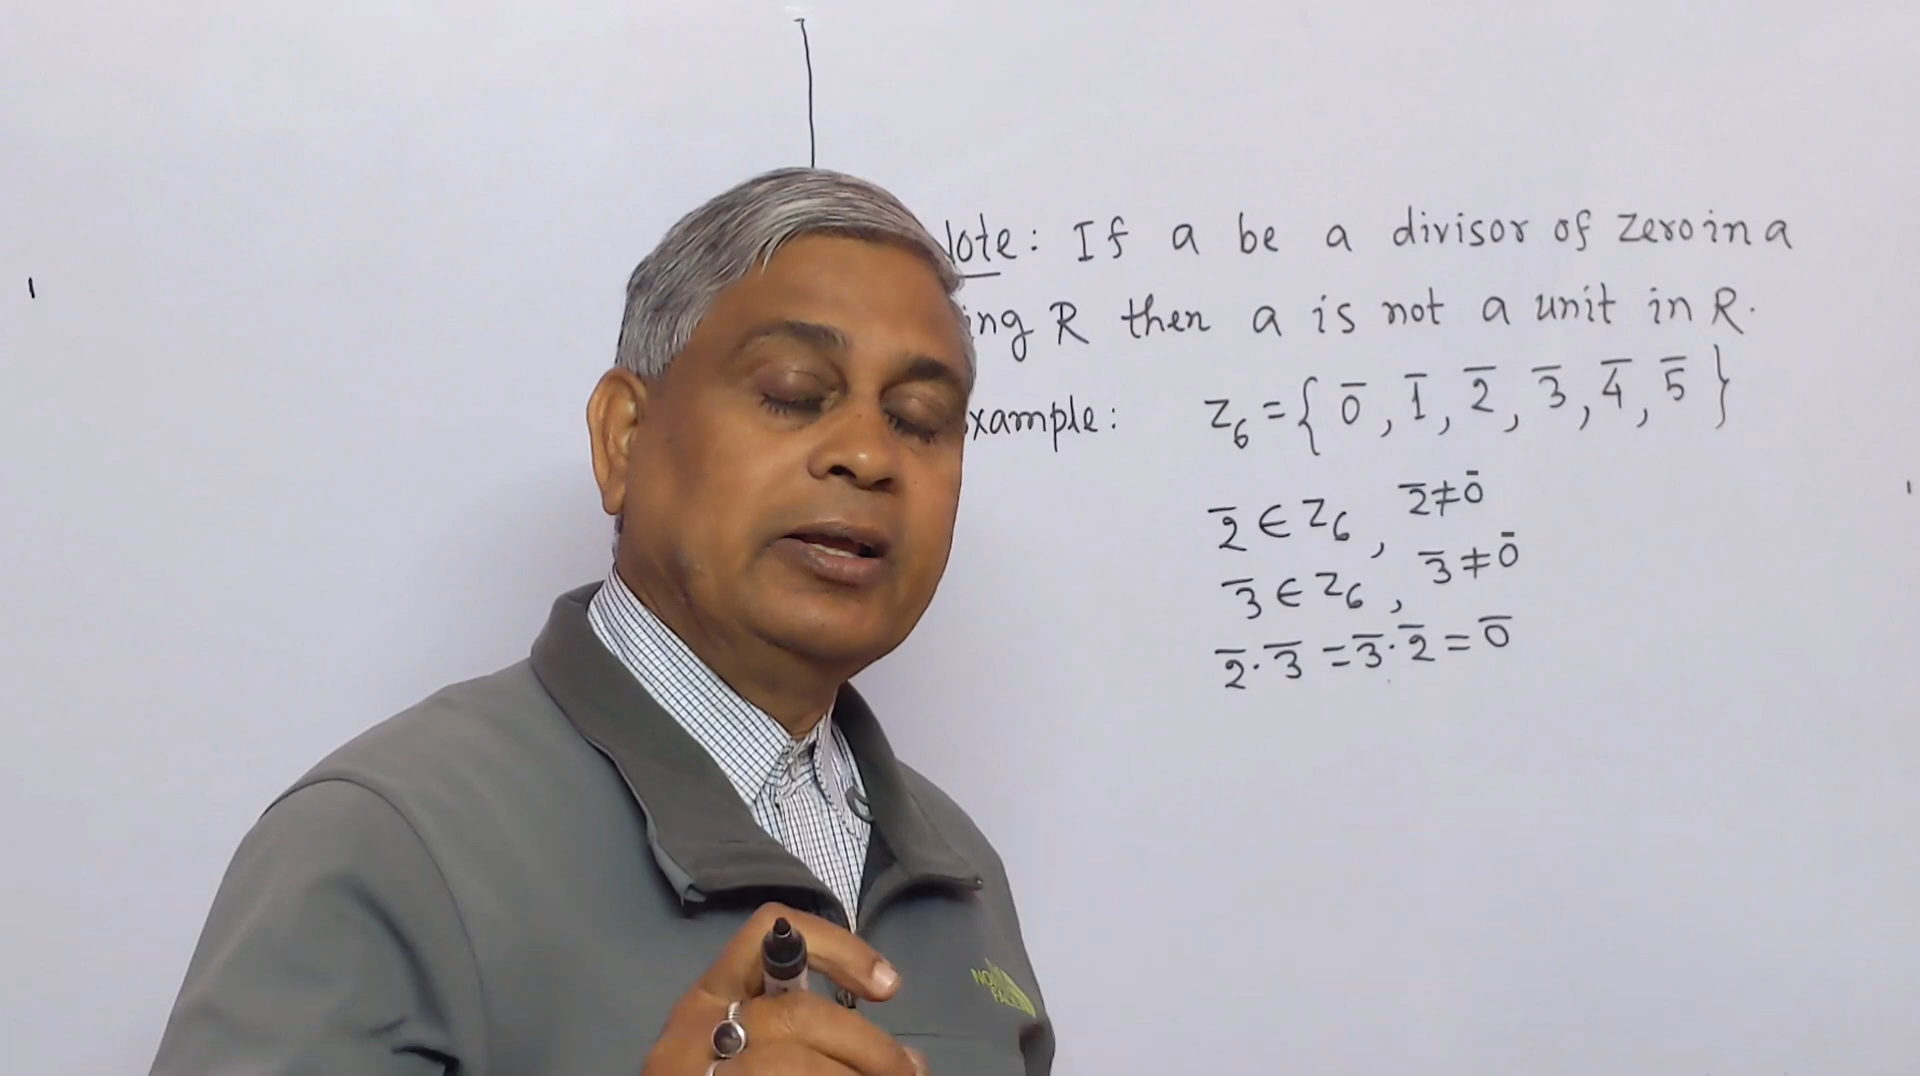 Note: If a be a divisor of zero in a
ing R then a is not a unit in R.
xample: Z₆ = { 0̅, 1̅, 2̅, 3̅, 4̅, 5̅ }
2̅ ∈ Z₆, 2̅ ≠ 0̅
3̅ ∈ Z₆, 3̅ ≠ 0̅
2̅·3̅ = 3̅·2̅ = 0̅